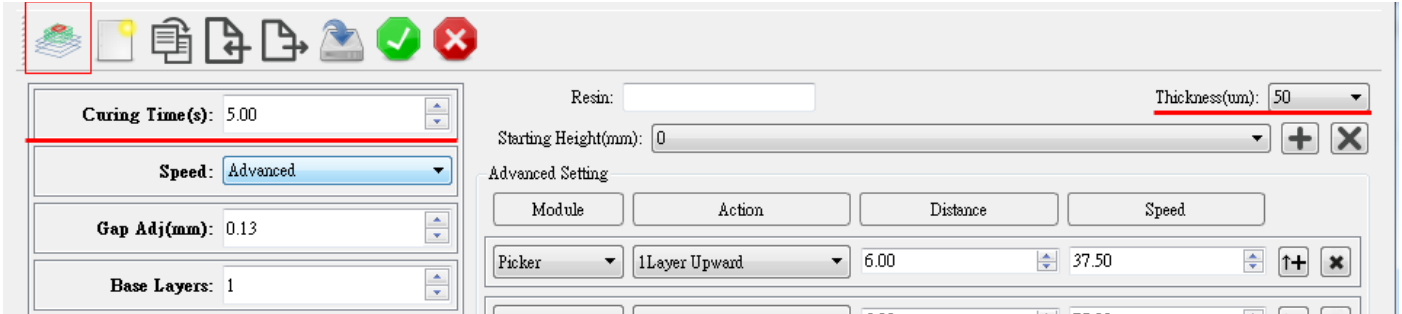 Curing Time(s): 5.00
Speed: Advanced
Gap Adj(mm): 0.13
Base Layers: 1
Resin:
Thickness(um): 50
Starting Height(mm): 0
Advanced Setting
Module Action Distance Speed
Picker 1Layer Upward 6.00 37.50